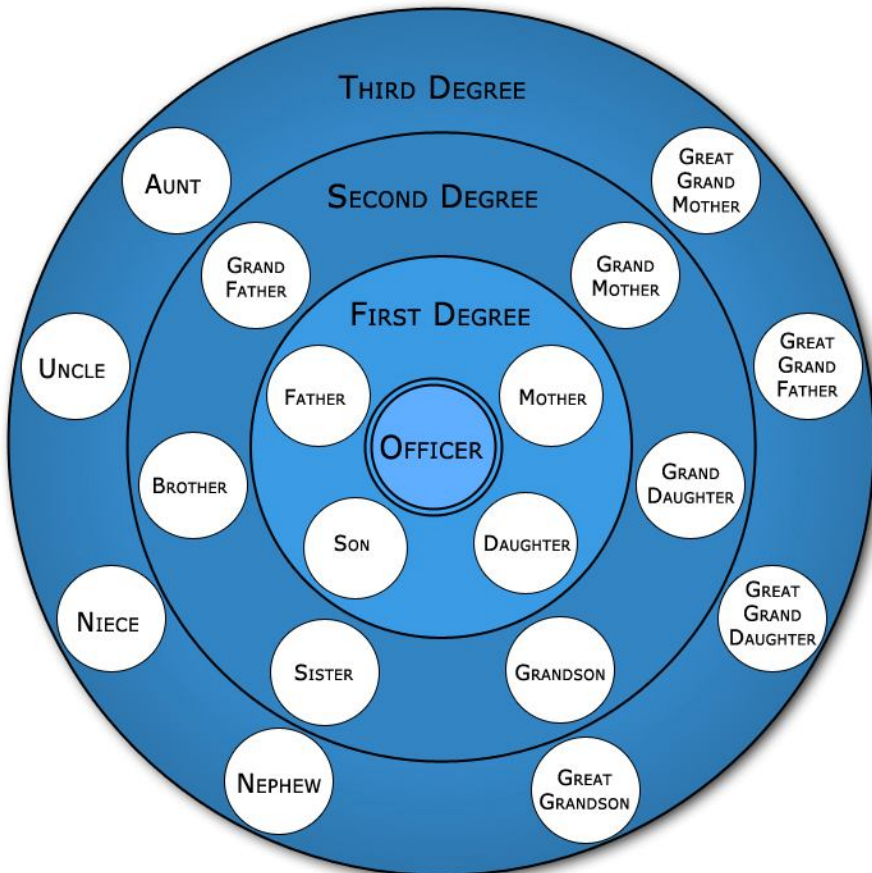 THIRD DEGREE
AUNT
GREAT
GRAND
MOTHER
SECOND DEGREE
GRAND
FATHER
GRAND
MOTHER
FIRST DEGREE
UNCLE
GREAT
GRAND
FATHER
FATHER
MOTHER
OFFICER
BROTHER
GRAND
DAUGHTER
SON
DAUGHTER
NIECE
GREAT
GRAND
DAUGHTER
SISTER
GRANDSON
NEPHEW
GREAT
GRANDSON